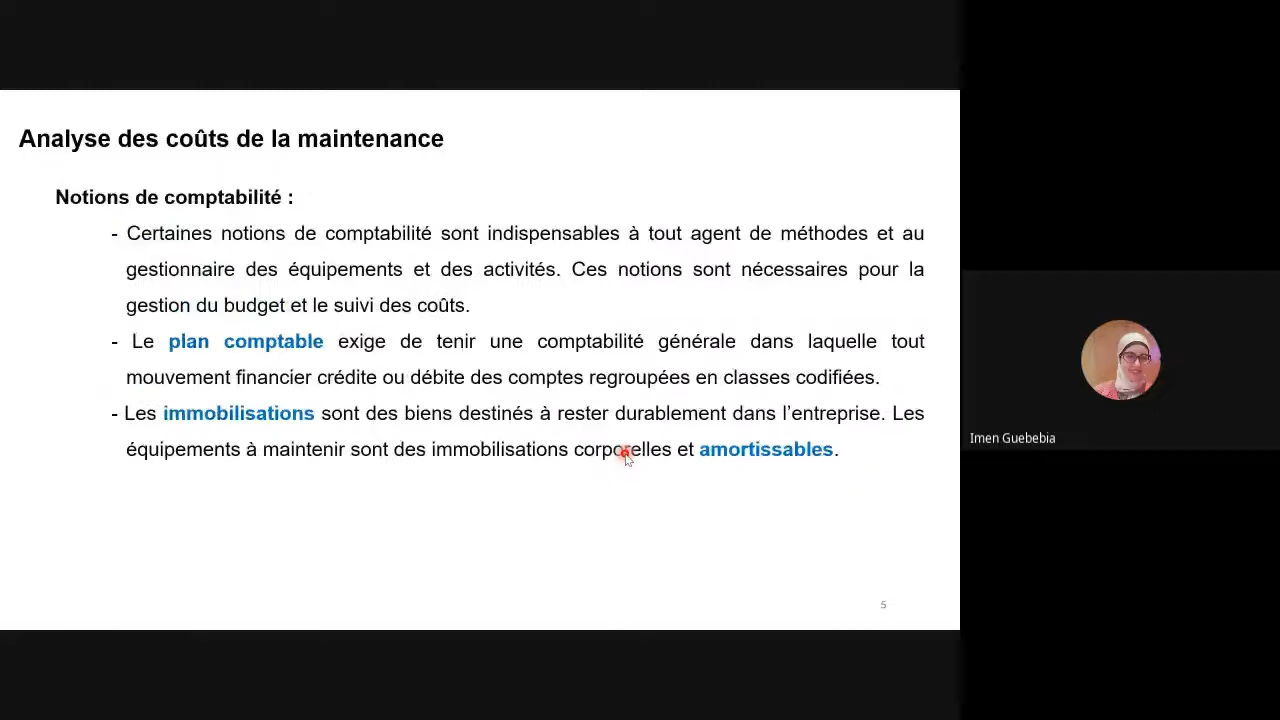 Analyse des coûts de la maintenance
Notions de comptabilité :
- Certaines notions de comptabilité sont indispensables à tout agent de méthodes et au
gestionnaire des équipements et des activités. Ces notions sont nécessaires pour la
gestion du budget et le suivi des coûts.
- Le plan comptable exige de tenir une comptabilité générale dans laquelle tout
mouvement financier crédite ou débite des comptes regroupées en classes codifiées.
- Les immobilisations sont des biens destinés à rester durablement dans l’entreprise. Les
équipements à maintenir sont des immobilisations corporelles et amortissables.
5
Imen Guebebia